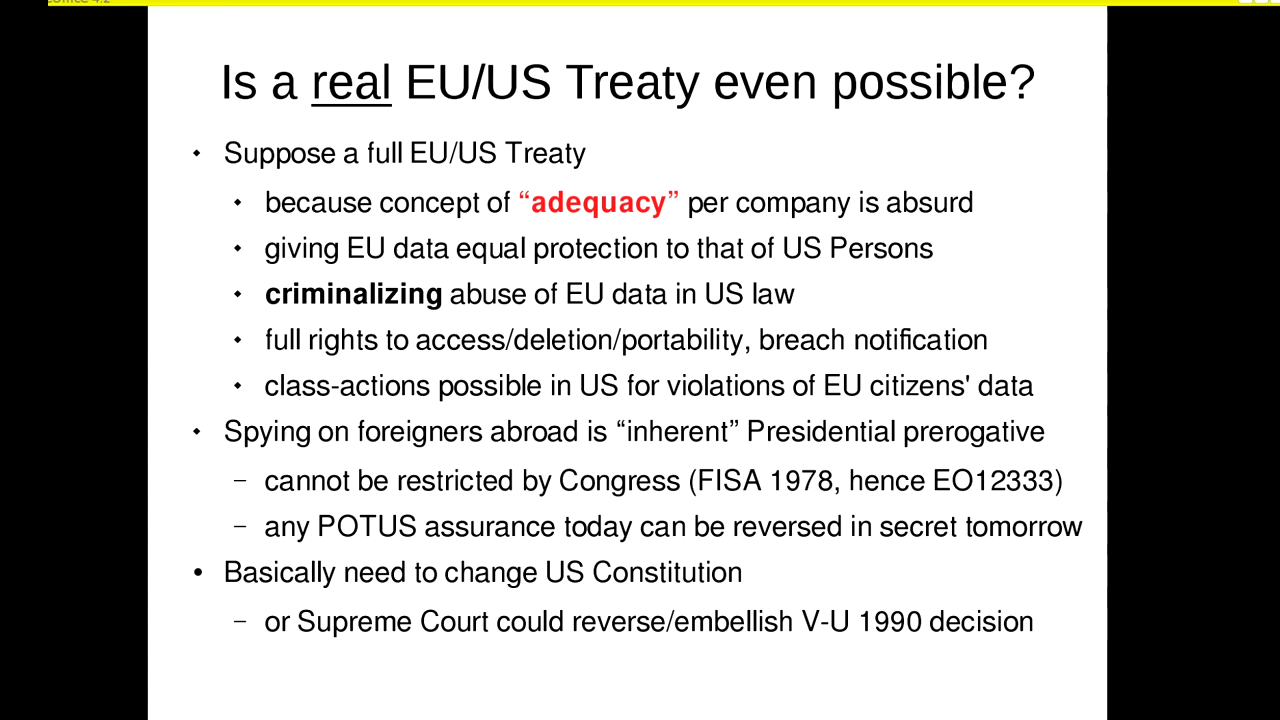 Is a real EU/US Treaty even possible?
Suppose a full EU/US Treaty
because concept of “adequacy” per company is absurd
giving EU data equal protection to that of US Persons
criminalizing abuse of EU data in US law
full rights to access/deletion/portability, breach notification
class-actions possible in US for violations of EU citizens' data
Spying on foreigners abroad is “inherent” Presidential prerogative
– cannot be restricted by Congress (FISA 1978, hence EO12333)
– any POTUS assurance today can be reversed in secret tomorrow
• Basically need to change US Constitution
– or Supreme Court could reverse/embellish V-U 1990 decision